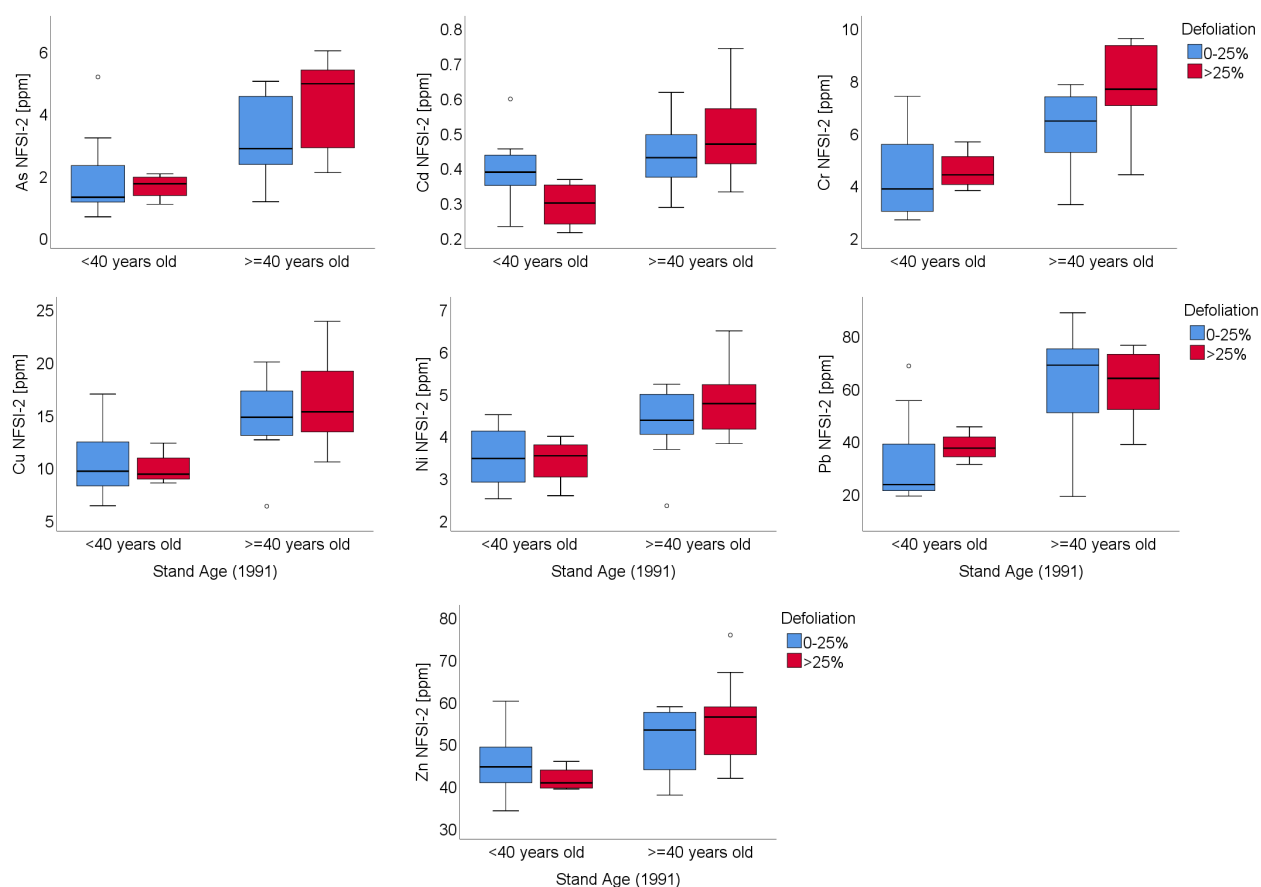 As NFSI-2 [ppm]
6
4
2
0
<40 years old
>=40 years old
Cd NFSI-2 [ppm]
0.8
0.7
0.6
0.5
0.4
0.3
0.2
<40 years old
>=40 years old
Cr NFSI-2 [ppm]
10
8
6
4
2
<40 years old
>=40 years old
Defoliation
0-25%
>25%
Cu NFSI-2 [ppm]
25
20
15
10
5
<40 years old
>=40 years old
Stand Age (1991)
Ni NFSI-2 [ppm]
7
6
5
4
3
2
<40 years old
>=40 years old
Stand Age (1991)
Pb NFSI-2 [ppm]
80
60
40
20
<40 years old
>=40 years old
Stand Age (1991)
Defoliation
0-25%
>25%
Zn NFSI-2 [ppm]
80
70
60
50
40
30
<40 years old
>=40 years old
Stand Age (1991)
Defoliation
0-25%
>25%